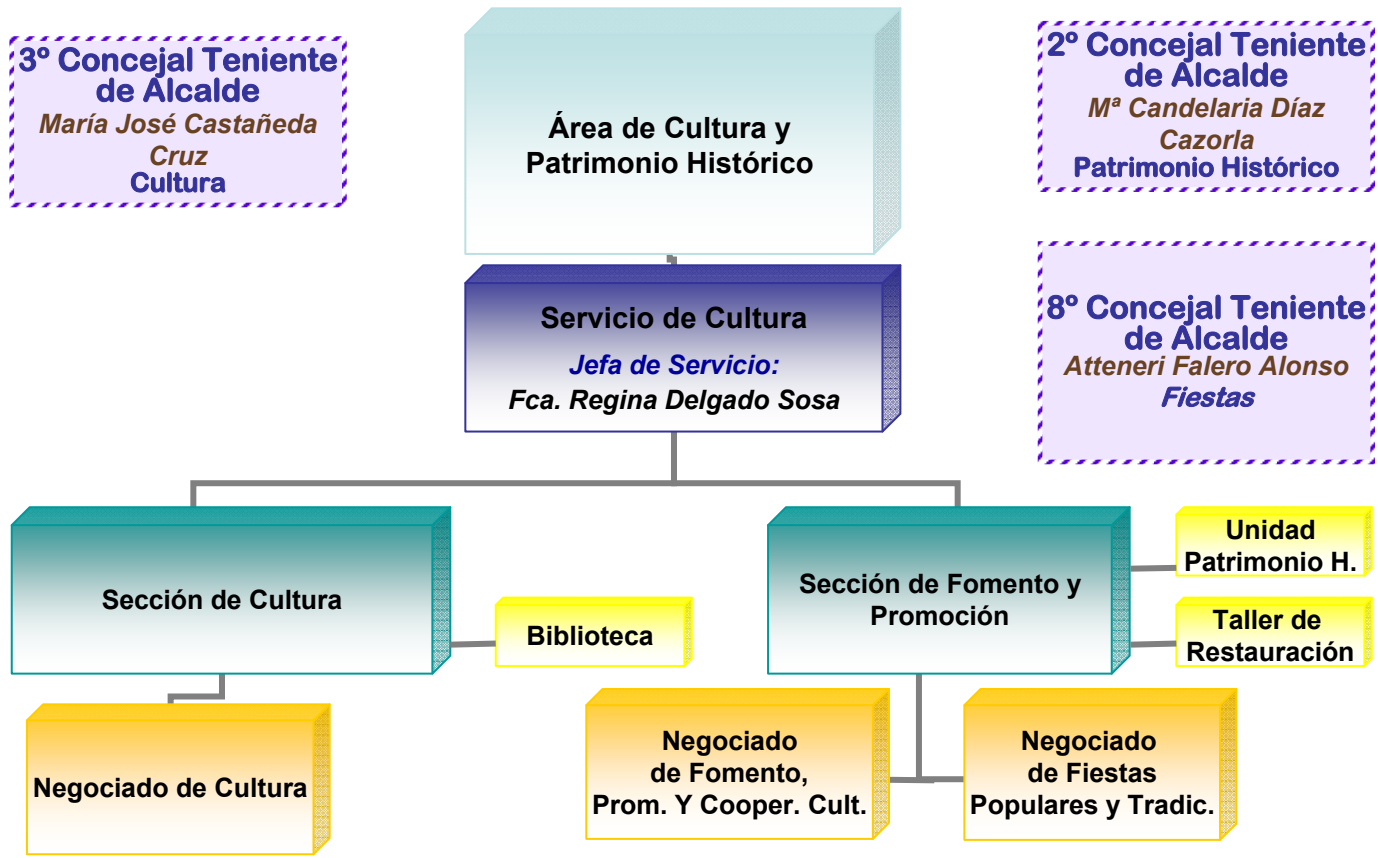 3º Concejal Teniente
de Alcalde
María José Castañeda
Cruz
Cultura
Área de Cultura y
Patrimonio Histórico
2º Concejal Teniente
de Alcalde
Mª Candelaria Díaz
Cazorla
Patrimonio Histórico
Servicio de Cultura
Jefa de Servicio:
Fca. Regina Delgado Sosa
8º Concejal Teniente
de Alcalde
Atteneri Falero Alonso
Fiestas
Sección de Cultura
Biblioteca
Sección de Fomento y
Promoción
Unidad
Patrimonio H.
Taller de
Restauración
Negociado de Cultura
Negociado
de Fomento,
Prom. Y Cooper. Cult.
Negociado
de Fiestas
Populares y Tradic.